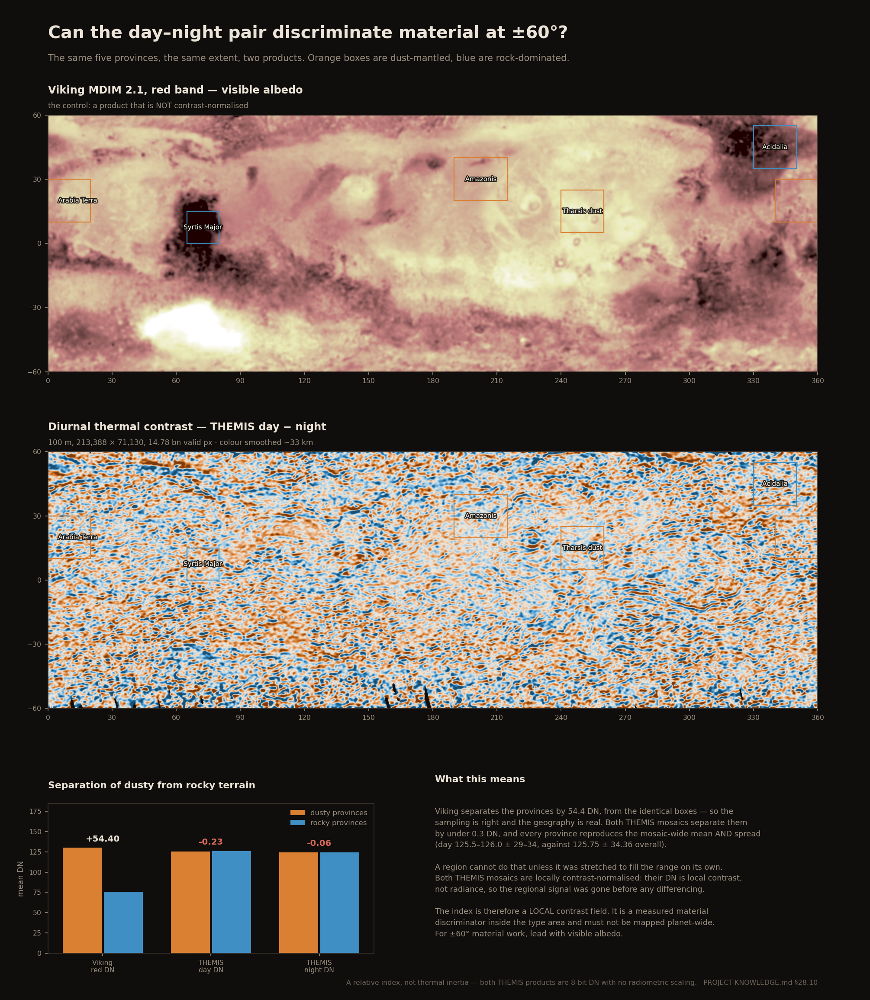 Can the day–night pair discriminate material at ±60°?
The same five provinces, the same extent, two products. Orange boxes are dust-mantled, blue are rock-dominated.
Viking MDIM 2.1, red band — visible albedo
the control: a product that is NOT contrast-normalised
60
30
0
−30
−60
Acidalia
Amazonis
Arabia Terra
Tharsis dust
Syrtis Major
0 30 60 90 120 150 180 210 240 270 300 330 360
Diurnal thermal contrast — THEMIS day − night
100 m, 213,388 × 71,130, 14.78 bn valid px · colour smoothed ~33 km
60
30
0
−30
−60
Acidalia
Amazonis
Arabia Terra
Tharsis dust
Syrtis Major
0 30 60 90 120 150 180 210 240 270 300 330 360
Separation of dusty from rocky terrain
mean DN
175
150
125
100
75
50
25
0
dusty provinces
rocky provinces
+54.40
-0.23
-0.06
Viking
red DN
THEMIS
day DN
THEMIS
night DN
What this means
Viking separates the provinces by 54.4 DN, from the identical boxes — so the
sampling is right and the geography is real. Both THEMIS mosaics separate them
by under 0.3 DN, and every province reproduces the mosaic-wide mean AND spread
(day 125.5–126.0 ± 29–34, against 125.75 ± 34.36 overall).
A region cannot do that unless it was stretched to fill the range on its own.
Both THEMIS mosaics are locally contrast-normalised: their DN is local contrast,
not radiance, so the regional signal was gone before any differencing.
The index is therefore a LOCAL contrast field. It is a measured material
discriminator inside the type area and must not be mapped planet-wide.
For ±60° material work, lead with visible albedo.
A relative index, not thermal inertia — both THEMIS products are 8-bit DN with no radiometric scaling. PROJECT-KNOWLEDGE.md §28.10